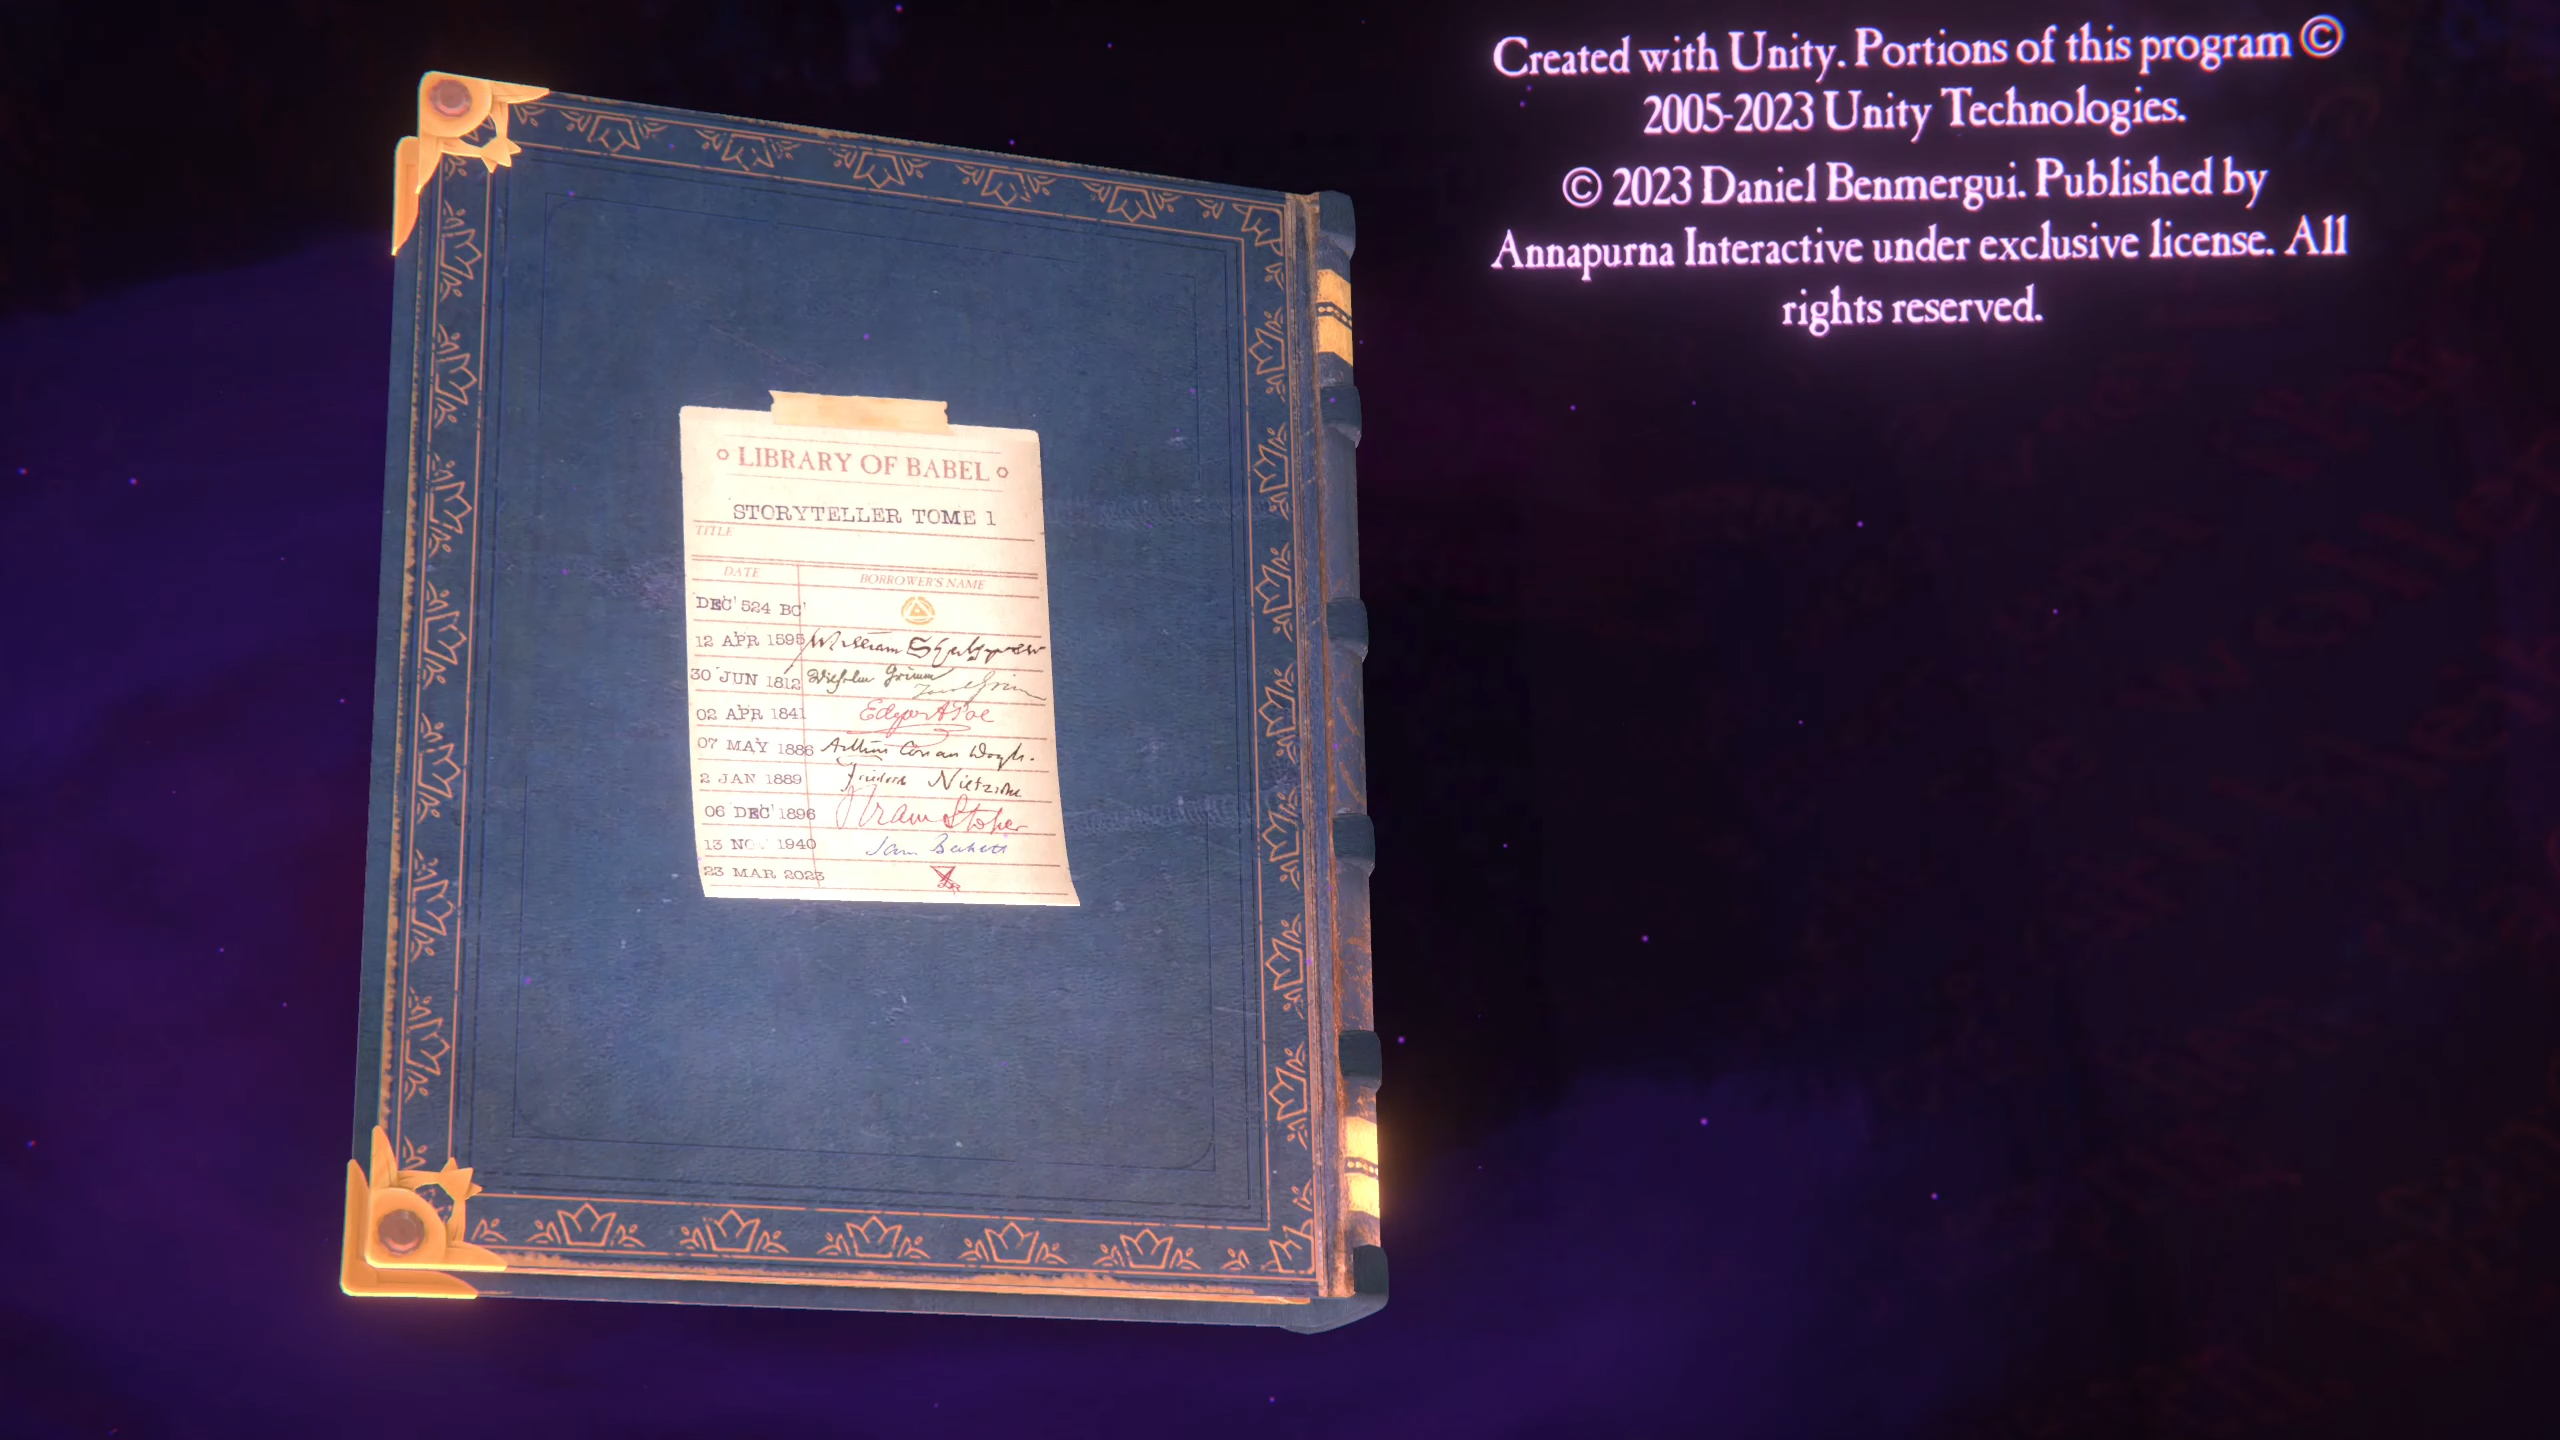 Created with Unity. Portions of this program ©
2005-2023 Unity Technologies.
© 2023 Daniel Benmergui. Published by
Annapurna Interactive under exclusive license. All
rights reserved.
LIBRARY OF BABEL
STORYTELLER TOME 1
TITLE
DATE BORROWER'S NAME
DEC 524 BC
12 APR 1595 William Shakspear
30 JUN 1812 Wilhelm Grimm
02 APR 1841 Edgar A Poe
07 MAY 1886 Arthur Conan Doyle.
2 JAN 1889 Friedrich Nietzsche
06 DEC 1896 Bram Stoker
13 NO 1940 Sam Beckett
23 MAR 2023